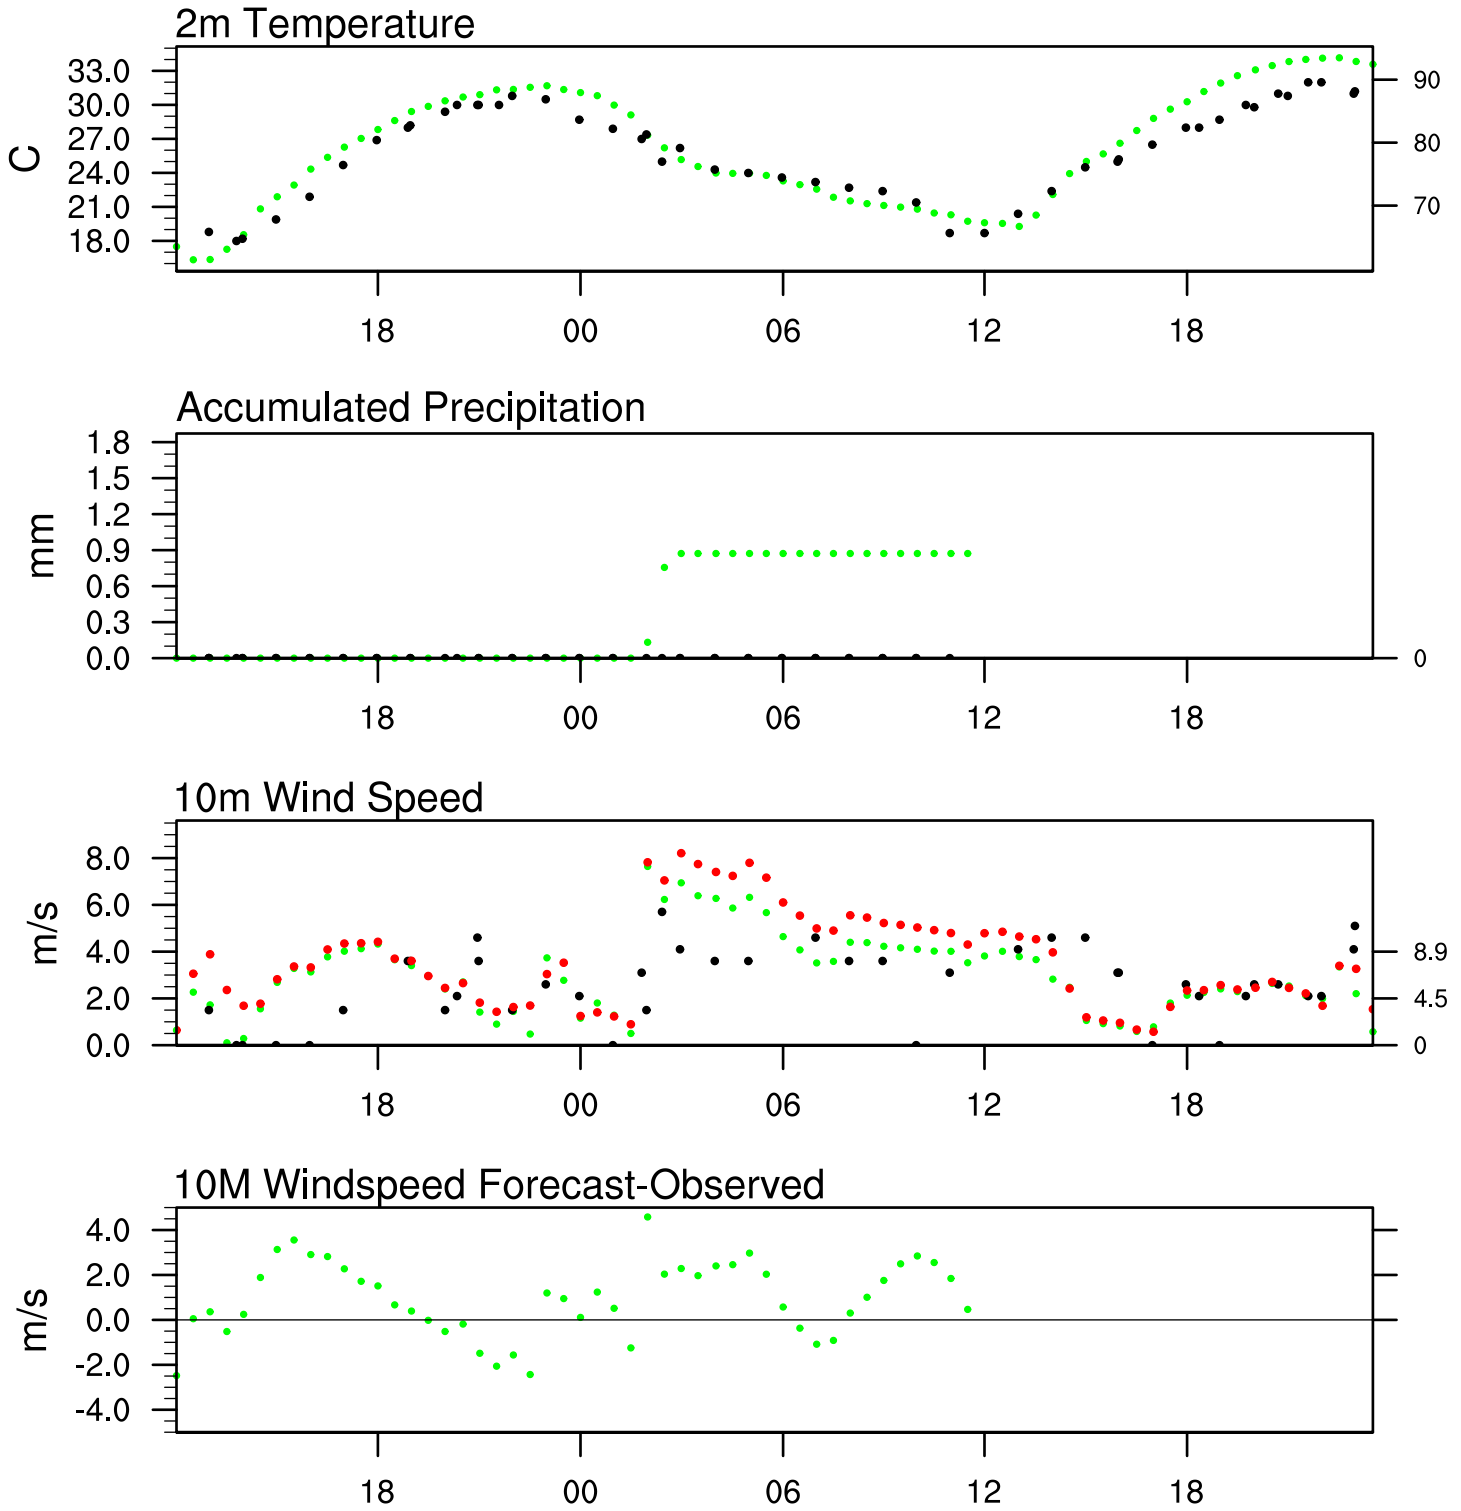 2m Temperature
33.0
30.0
27.0
24.0
21.0
18.0
C
90
80
70
18 00 06 12 18
Accumulated Precipitation
1.8
1.5
1.2
0.9
0.6
0.3
0.0
mm
0
18 00 06 12 18
10m Wind Speed
8.0
6.0
4.0
2.0
0.0
m/s
8.9
4.5
0
18 00 06 12 18
10M Windspeed Forecast-Observed
4.0
2.0
0.0
-2.0
-4.0
m/s
18 00 06 12 18